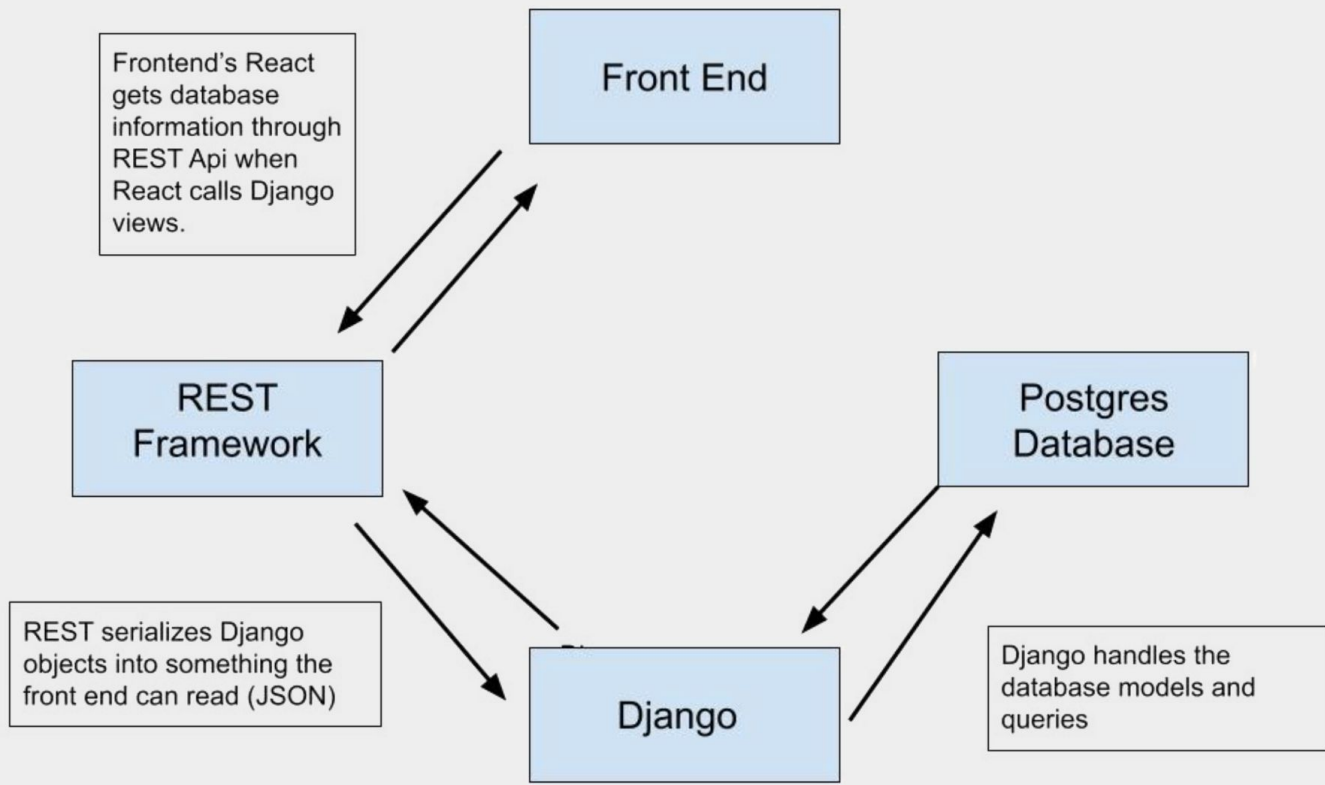 Front End
Frontend's React
gets database
information through
REST Api when
React calls Django
views.
REST
Framework
Postgres
Database
REST serializes Django
objects into something the
front end can read (JSON)
Django
Django handles the
database models and
queries